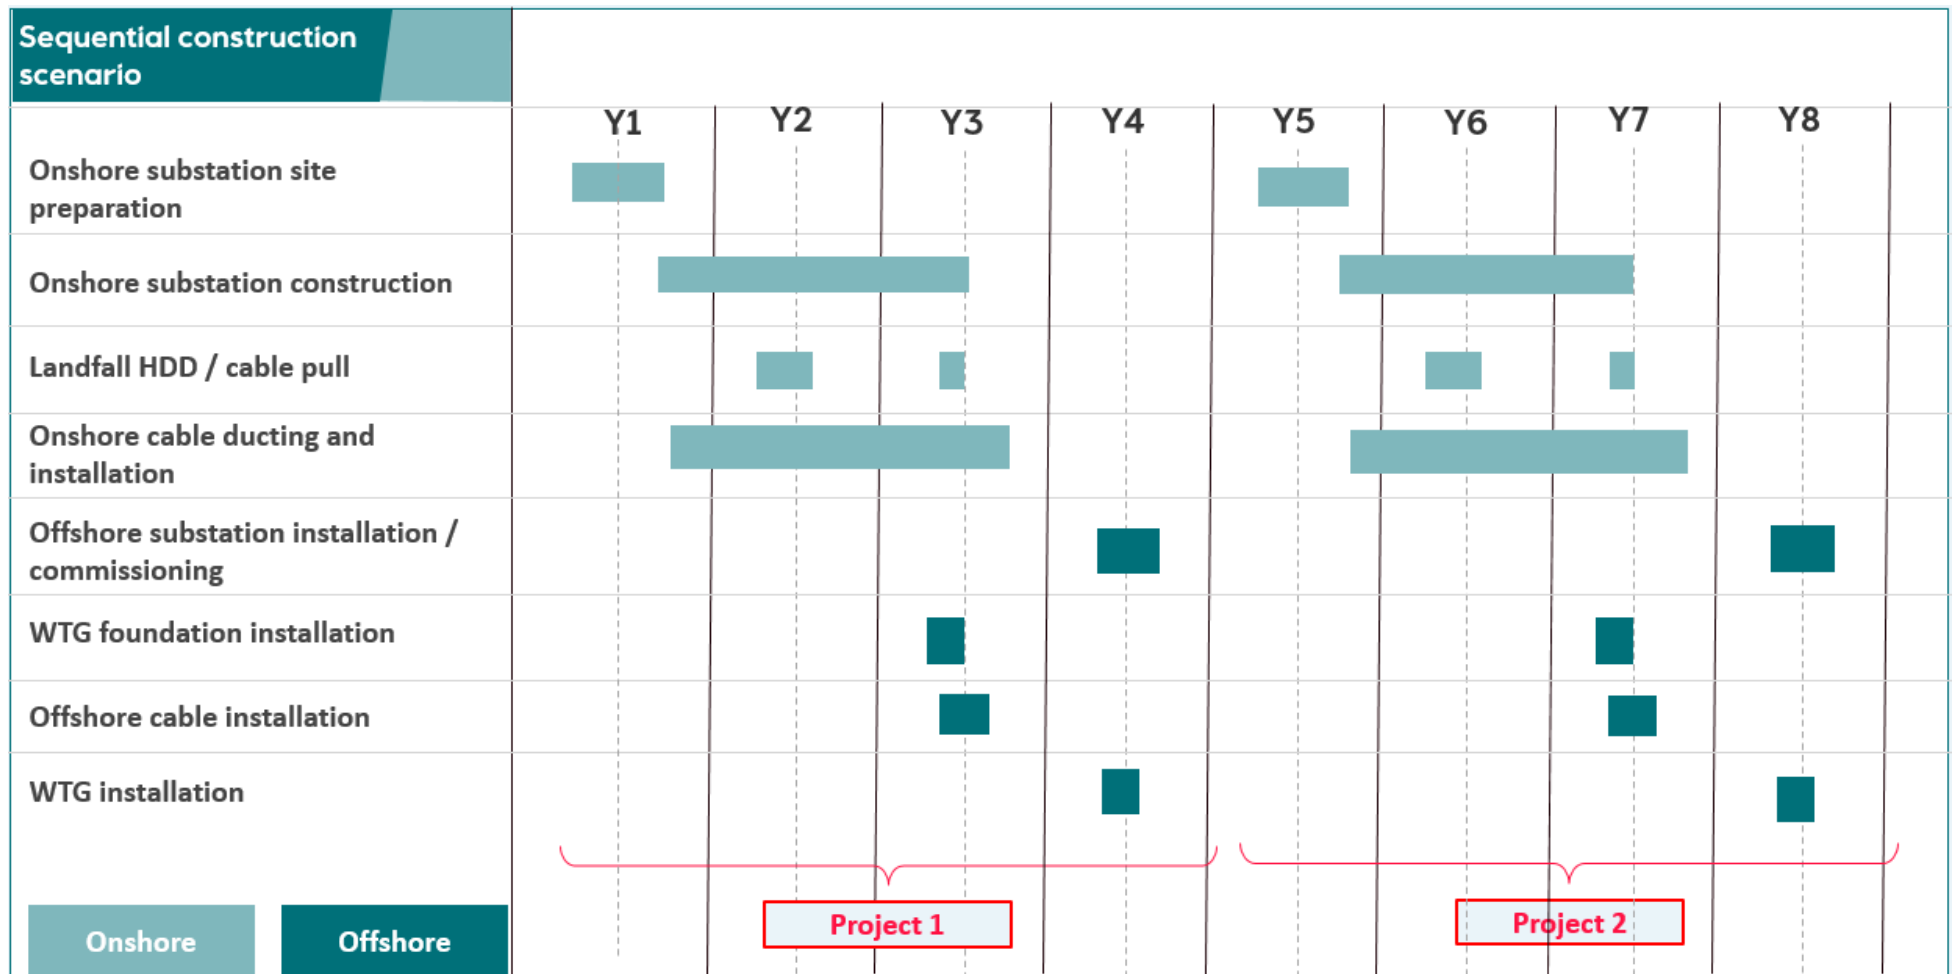 Sequential construction
scenario
Y1 Y2 Y3 Y4 Y5 Y6 Y7 Y8
Onshore substation site
preparation
Onshore substation construction
Landfall HDD / cable pull
Onshore cable ducting and
installation
Offshore substation installation /
commissioning
WTG foundation installation
Offshore cable installation
WTG installation
Project 1
Project 2
Onshore
Offshore